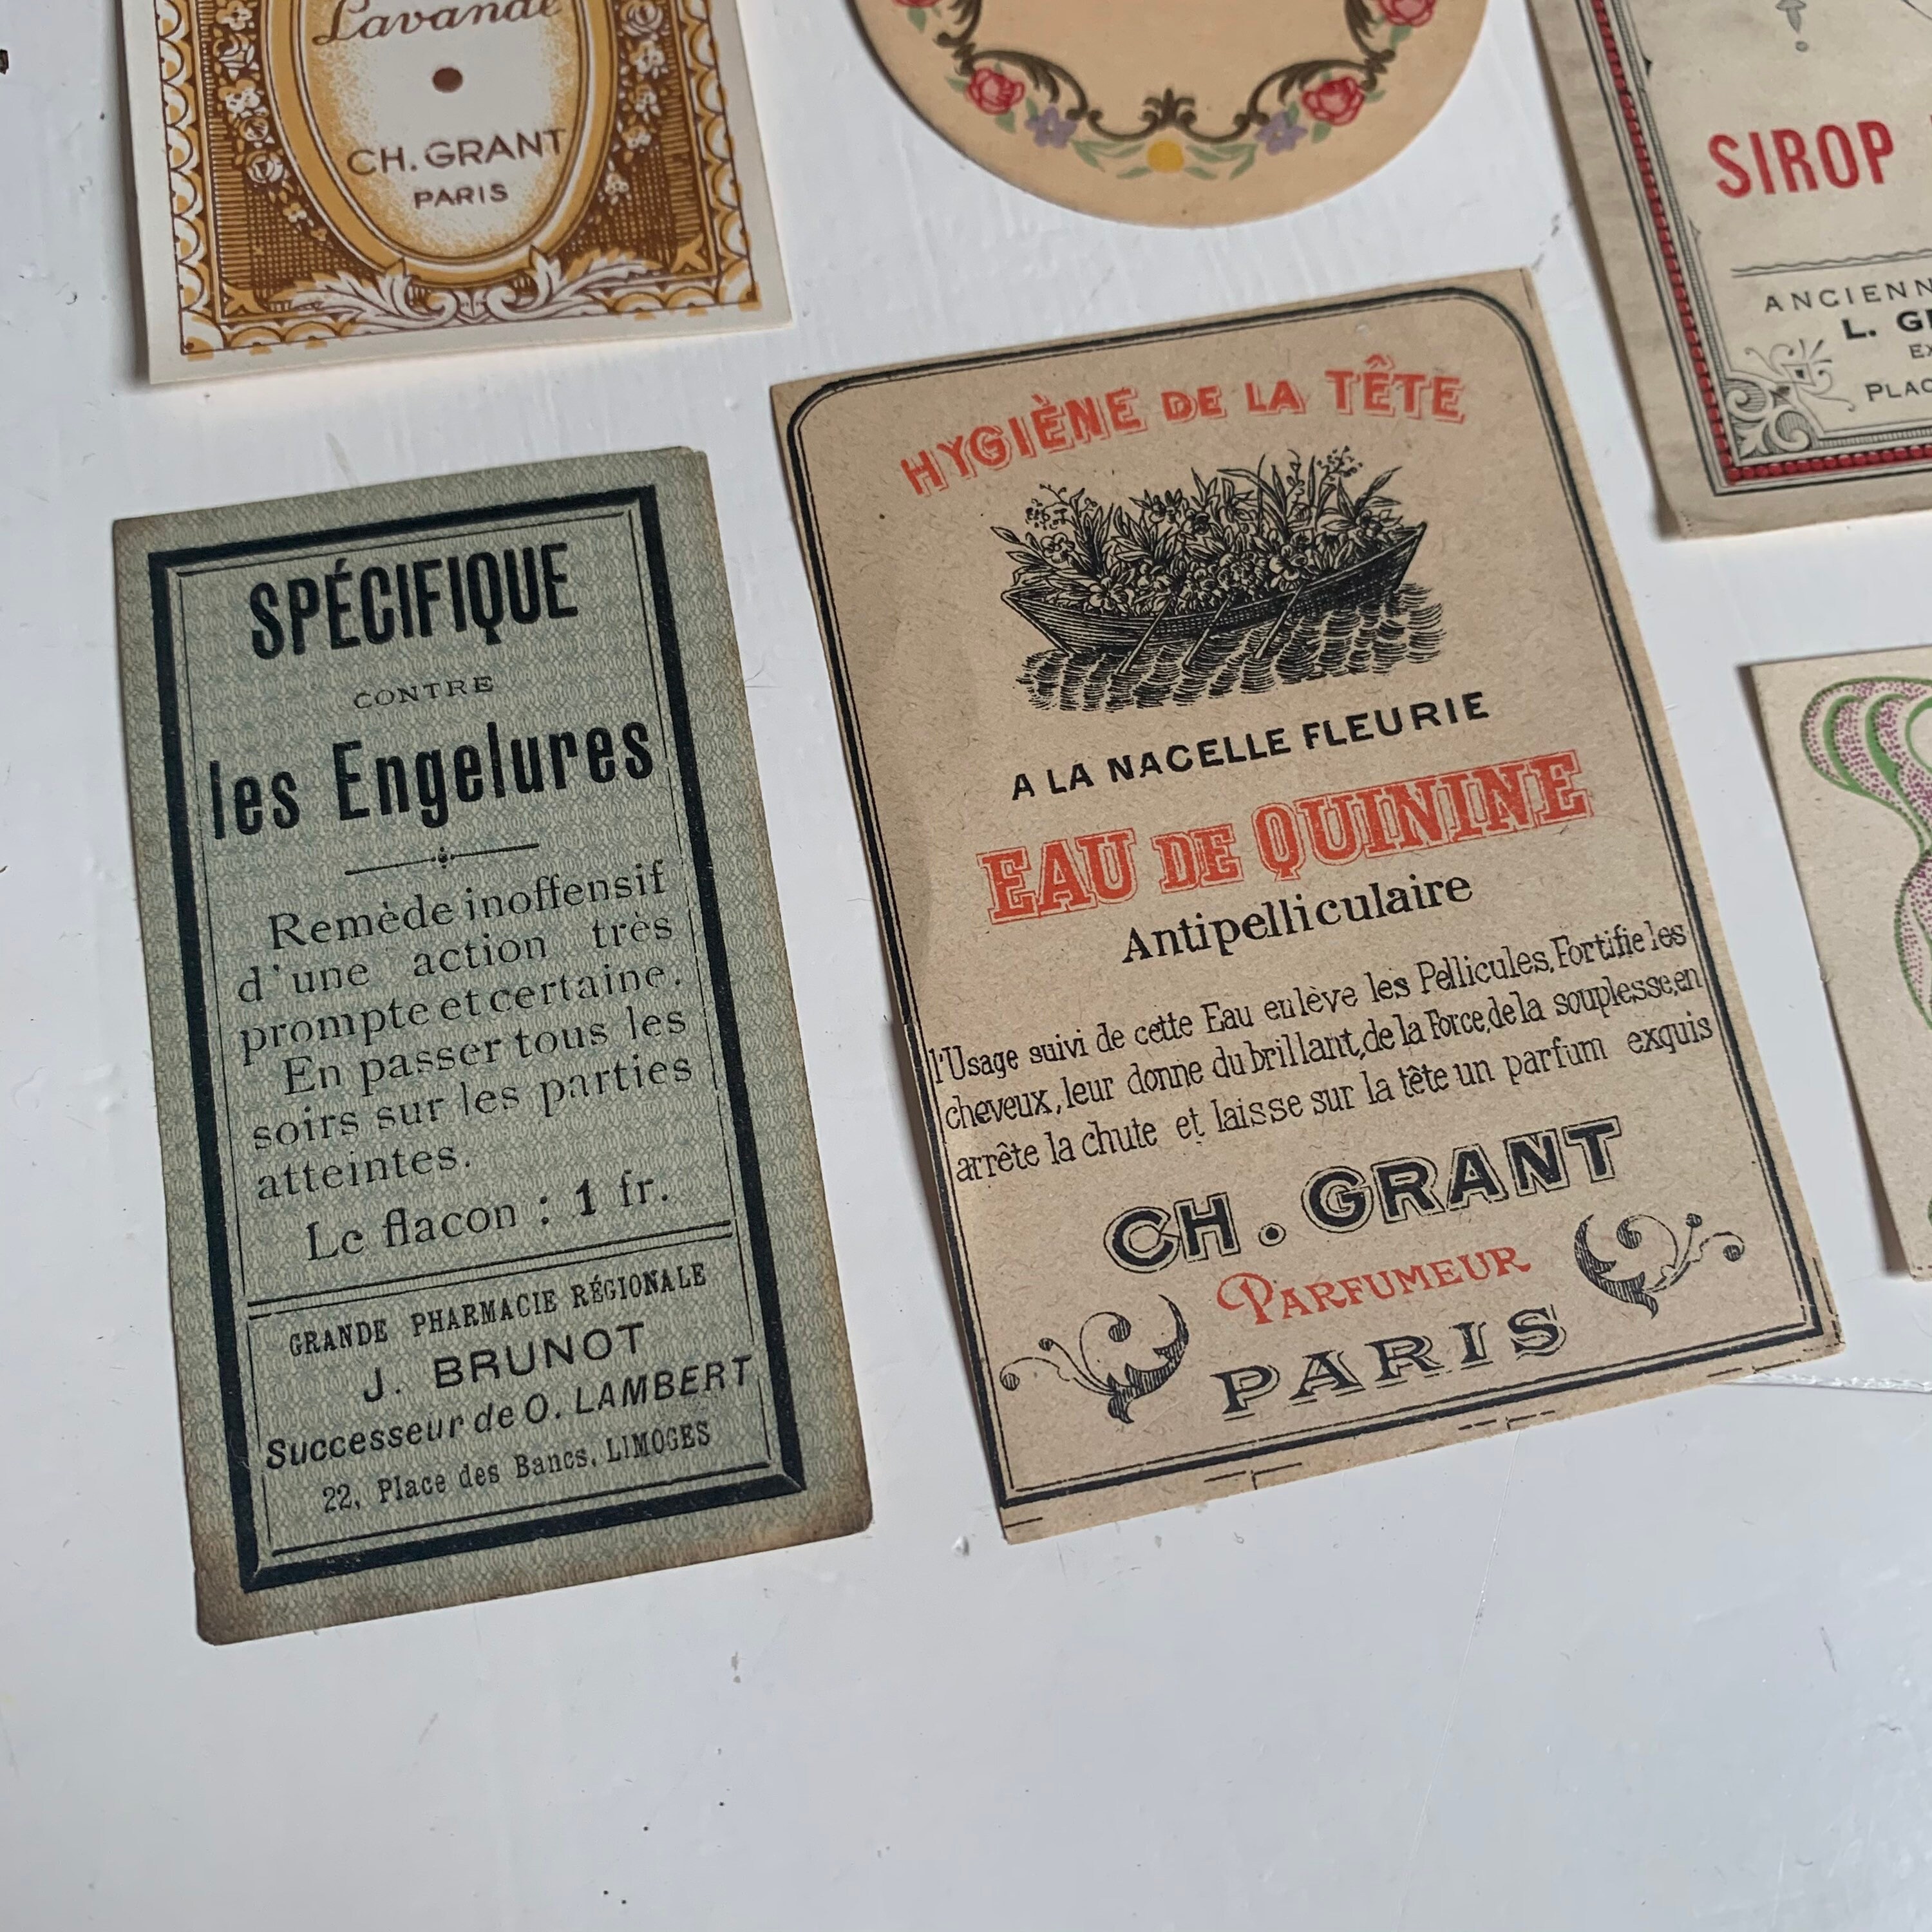 Lavande
CH. GRANT
PARIS
SIROP
L.
HYGIÈNE DE LA TÊTE
A LA NACELLE FLEURIE
EAU DE QUININE
Antipelliculaire
l'Usage suivi de cette Eau enlève les Pellicules, Fortifie les
cheveux, leur donne du brillant, de la Force, de la souplesse, en
arrête la chute et laisse sur la tête un parfum exquis
CH. GRANT
PARFUMEUR
PARIS
SPÉCIFIQUE
CONTRE
les Engelures
Remède inoffensif
d'une action très
prompte et certaine.
En passer tous les
soirs sur les parties
atteintes.
Le flacon : 1 fr.
GRANDE PHARMACIE RÉGIONALE
J. BRUNOT
Successeur de O. LAMBERT
22, Place des Bancs, LIMOGES